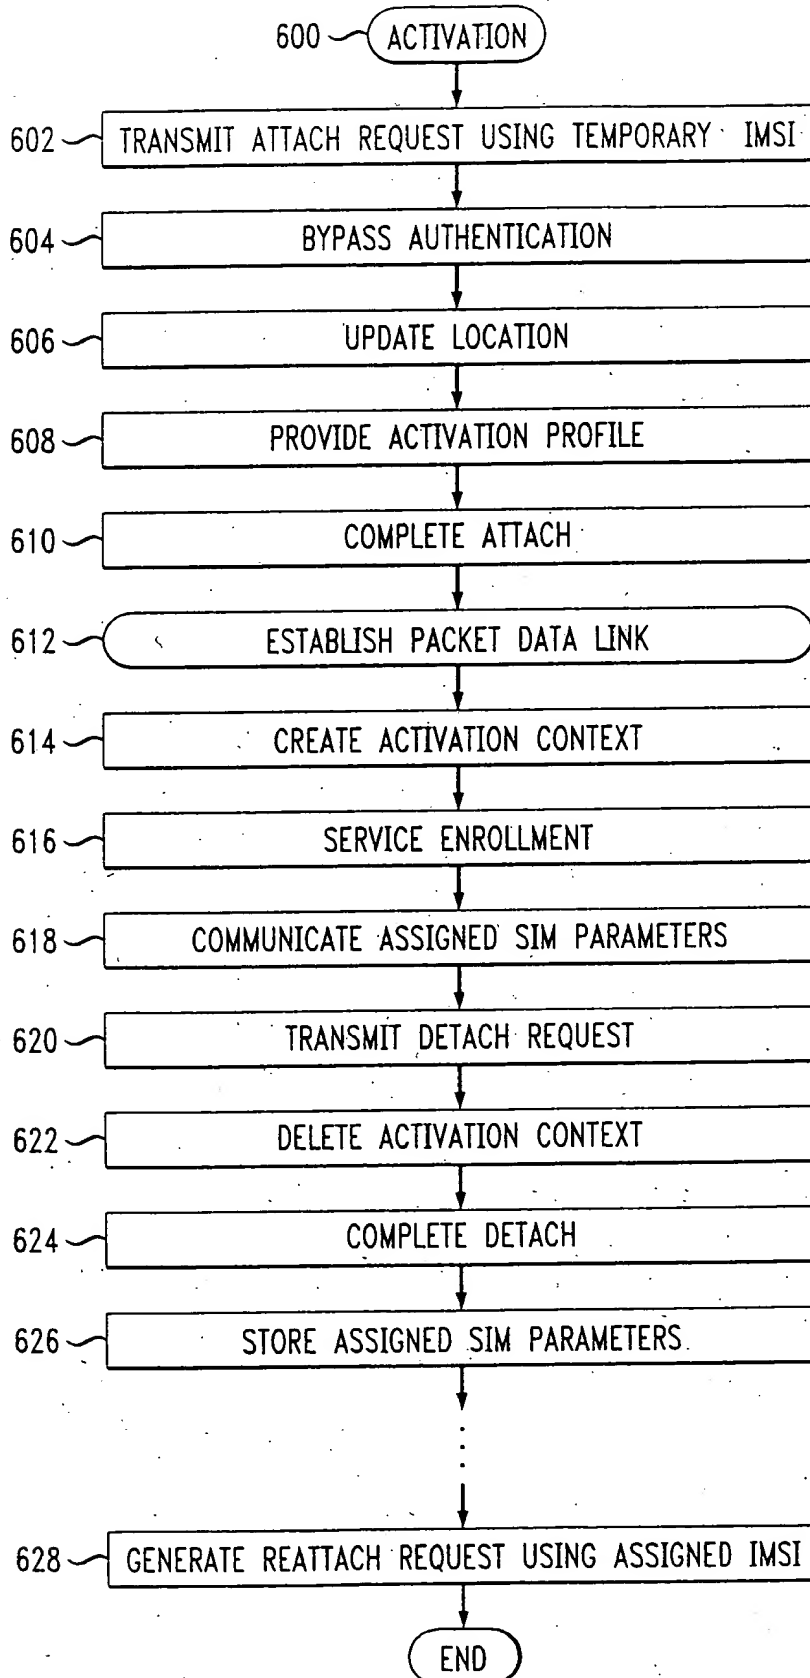 600 ACTIVATION
602 TRANSMIT ATTACH REQUEST USING TEMPORARY IMSI
604 BYPASS AUTHENTICATION
606 UPDATE LOCATION
608 PROVIDE ACTIVATION PROFILE
610 COMPLETE ATTACH
612 ESTABLISH PACKET DATA LINK
614 CREATE ACTIVATION CONTEXT
616 SERVICE ENROLLMENT
618 COMMUNICATE ASSIGNED SIM PARAMETERS
620 TRANSMIT DETACH REQUEST
622 DELETE ACTIVATION CONTEXT
624 COMPLETE DETACH
626 STORE ASSIGNED SIM PARAMETERS
628 GENERATE REATTACH REQUEST USING ASSIGNED IMSI
END